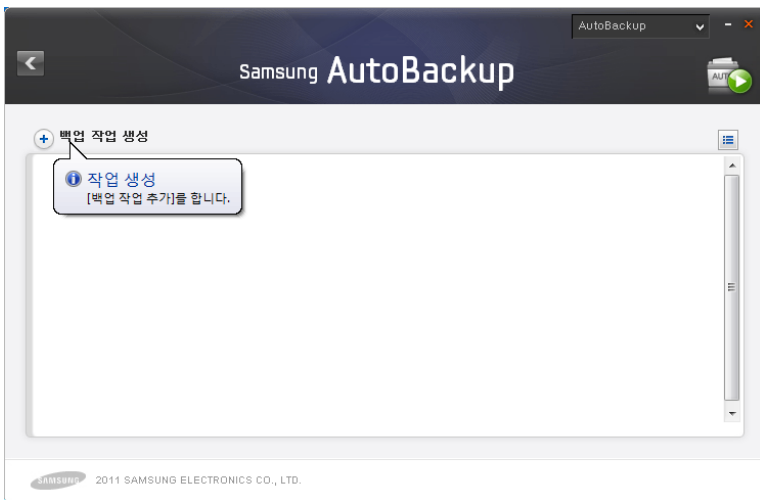 AutoBackup
Samsung AutoBackup
AUTO
백업 작업 생성
작업 생성
[백업 작업 추가]를 합니다.
SAMSUNG
2011 SAMSUNG ELECTRONICS CO., LTD.